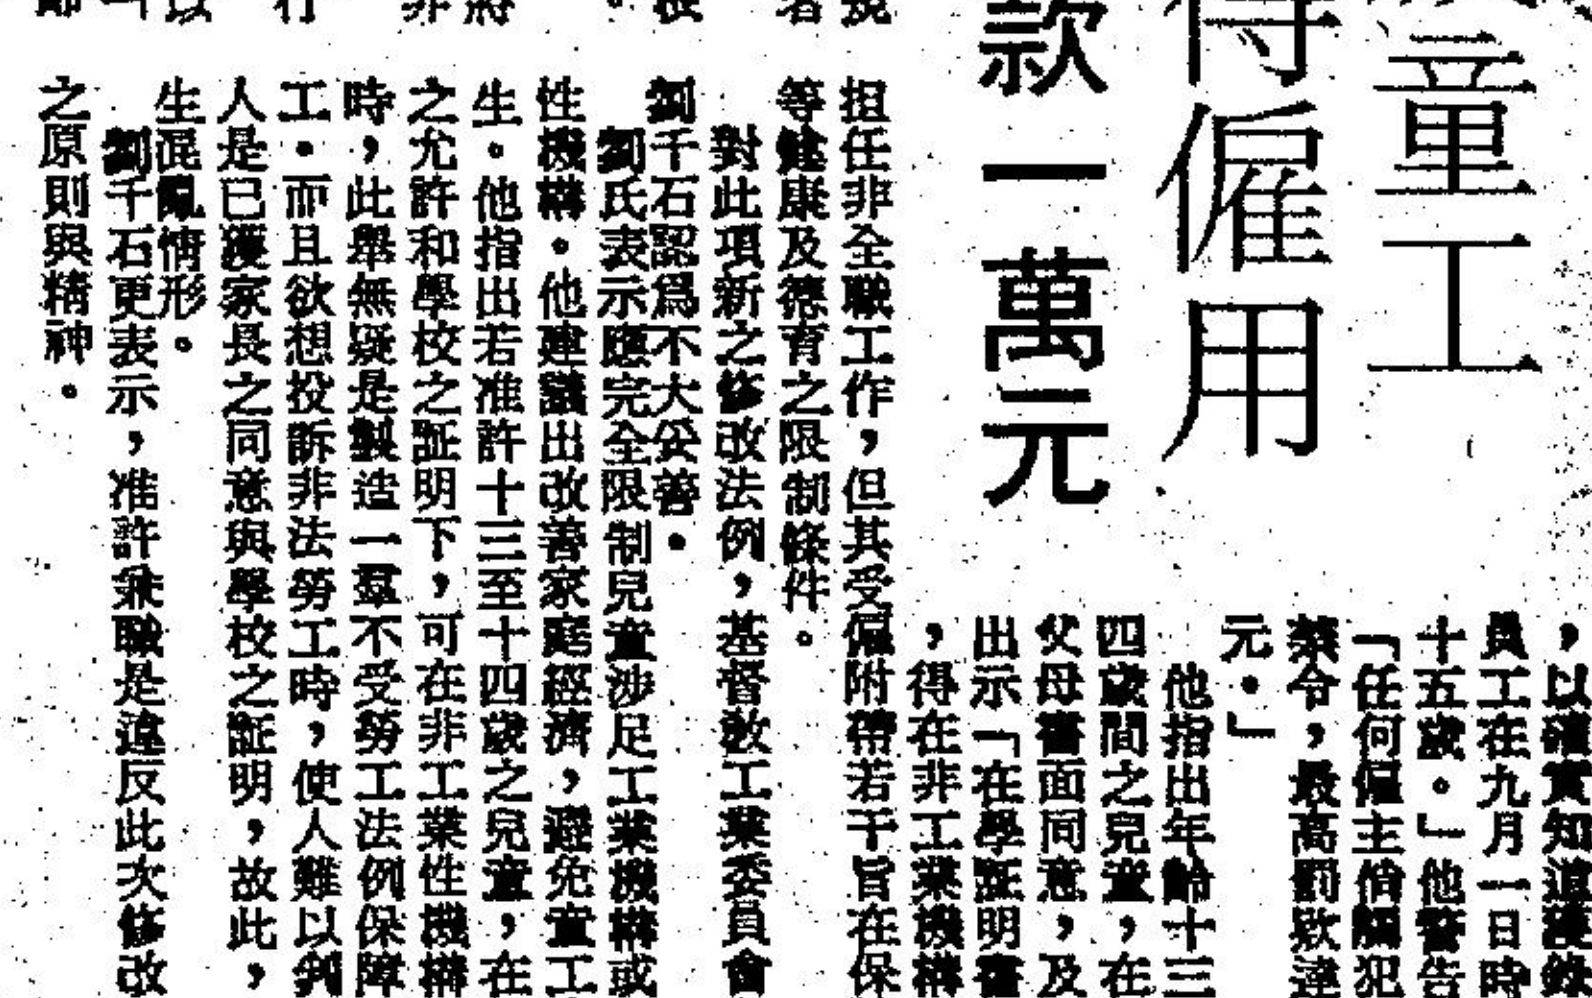 童工
僱用
款一萬元
，以確實知道獲錄
員工在九月一日時
十五歲。」他警告
「任何僱主倘觸犯
禁令，最高罰欵達
元。」
他指出年齡十三
四歲間之兒童，在
父母書面同意，及
出示「在學証明書
，得在非工業機構
担任非全職工作，但其受僱附帶若干旨在保
等健康及德育之限制條件。
對此項新之修改法例，基督敎工業委員會
劉千石認爲不大妥善。
劉氏表示應完全限制兒童涉足工業機構或
性機構。他建議出改善家庭經濟，避免童工
生。他指出若准許十三至十四歲之兒童，在
之允許和學校之証明下，可在非工業性機構
時，此舉無疑是製造一羣不受勞工法例保障
工。而且欲想投訴非法勞工時，使人難以判
人是已獲家長之同意與學校之証明，故此，
生混亂情形。
劉千石更表示，准許兼職是違反此次修改
之原則與精神。